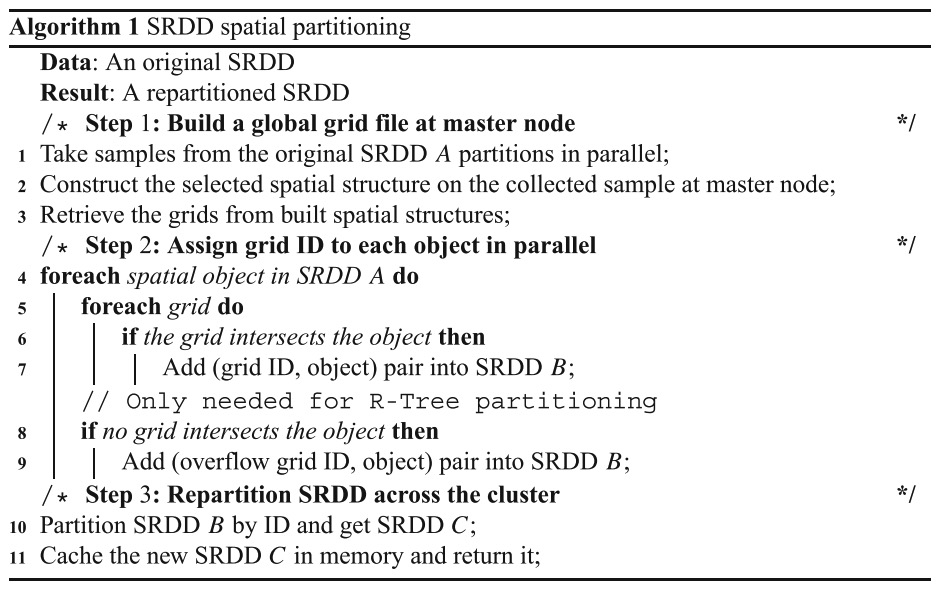 Algorithm 1 SRDD spatial partitioning
Data: An original SRDD
Result: A repartitioned SRDD
/* Step 1: Build a global grid file at master node */
1 Take samples from the original SRDD A partitions in parallel;
2 Construct the selected spatial structure on the collected sample at master node;
3 Retrieve the grids from built spatial structures;
/* Step 2: Assign grid ID to each object in parallel */
4 foreach spatial object in SRDD A do
5 foreach grid do
6 if the grid intersects the object then
7 Add (grid ID, object) pair into SRDD B;
// Only needed for R-Tree partitioning
8 if no grid intersects the object then
9 Add (overflow grid ID, object) pair into SRDD B;
/* Step 3: Repartition SRDD across the cluster */
10 Partition SRDD B by ID and get SRDD C;
11 Cache the new SRDD C in memory and return it;